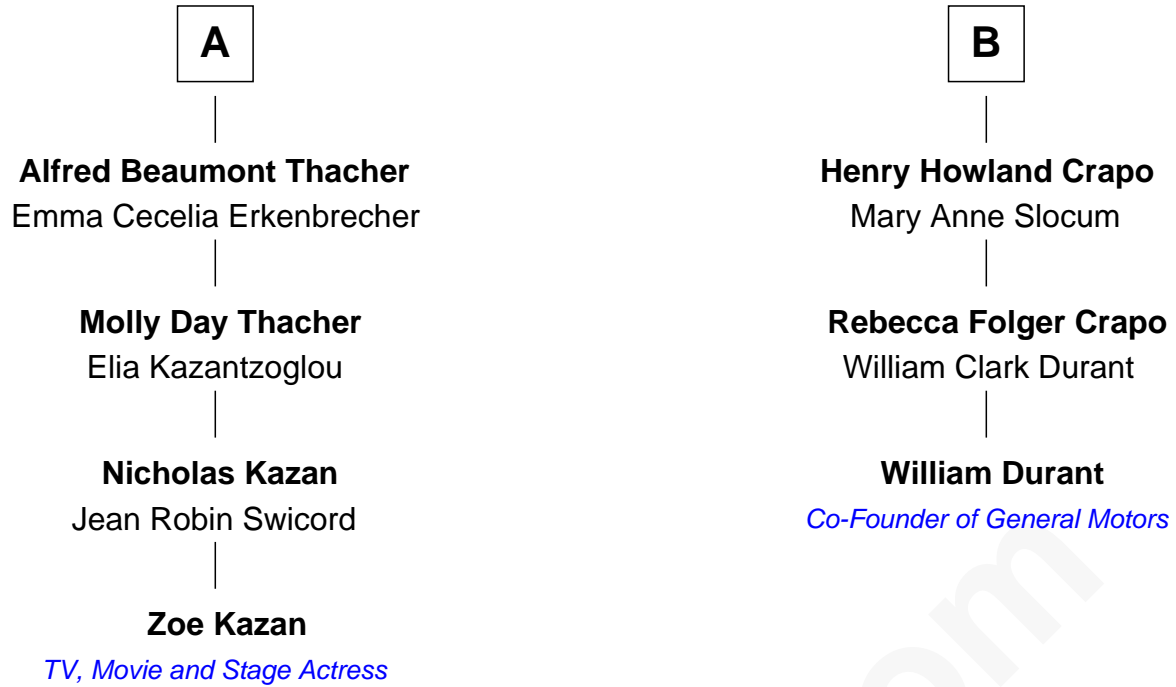 A
Alfred Beaumont Thacher
Emma Cecelia Erkenbrecher
Molly Day Thacher
Elia Kazantzoglou
Nicholas Kazan
Jean Robin Swicord
Zoe Kazan
TV, Movie and Stage Actress
B
Henry Howland Crapo
Mary Anne Slocum
Rebecca Folger Crapo
William Clark Durant
William Durant
Co-Founder of General Motors
om